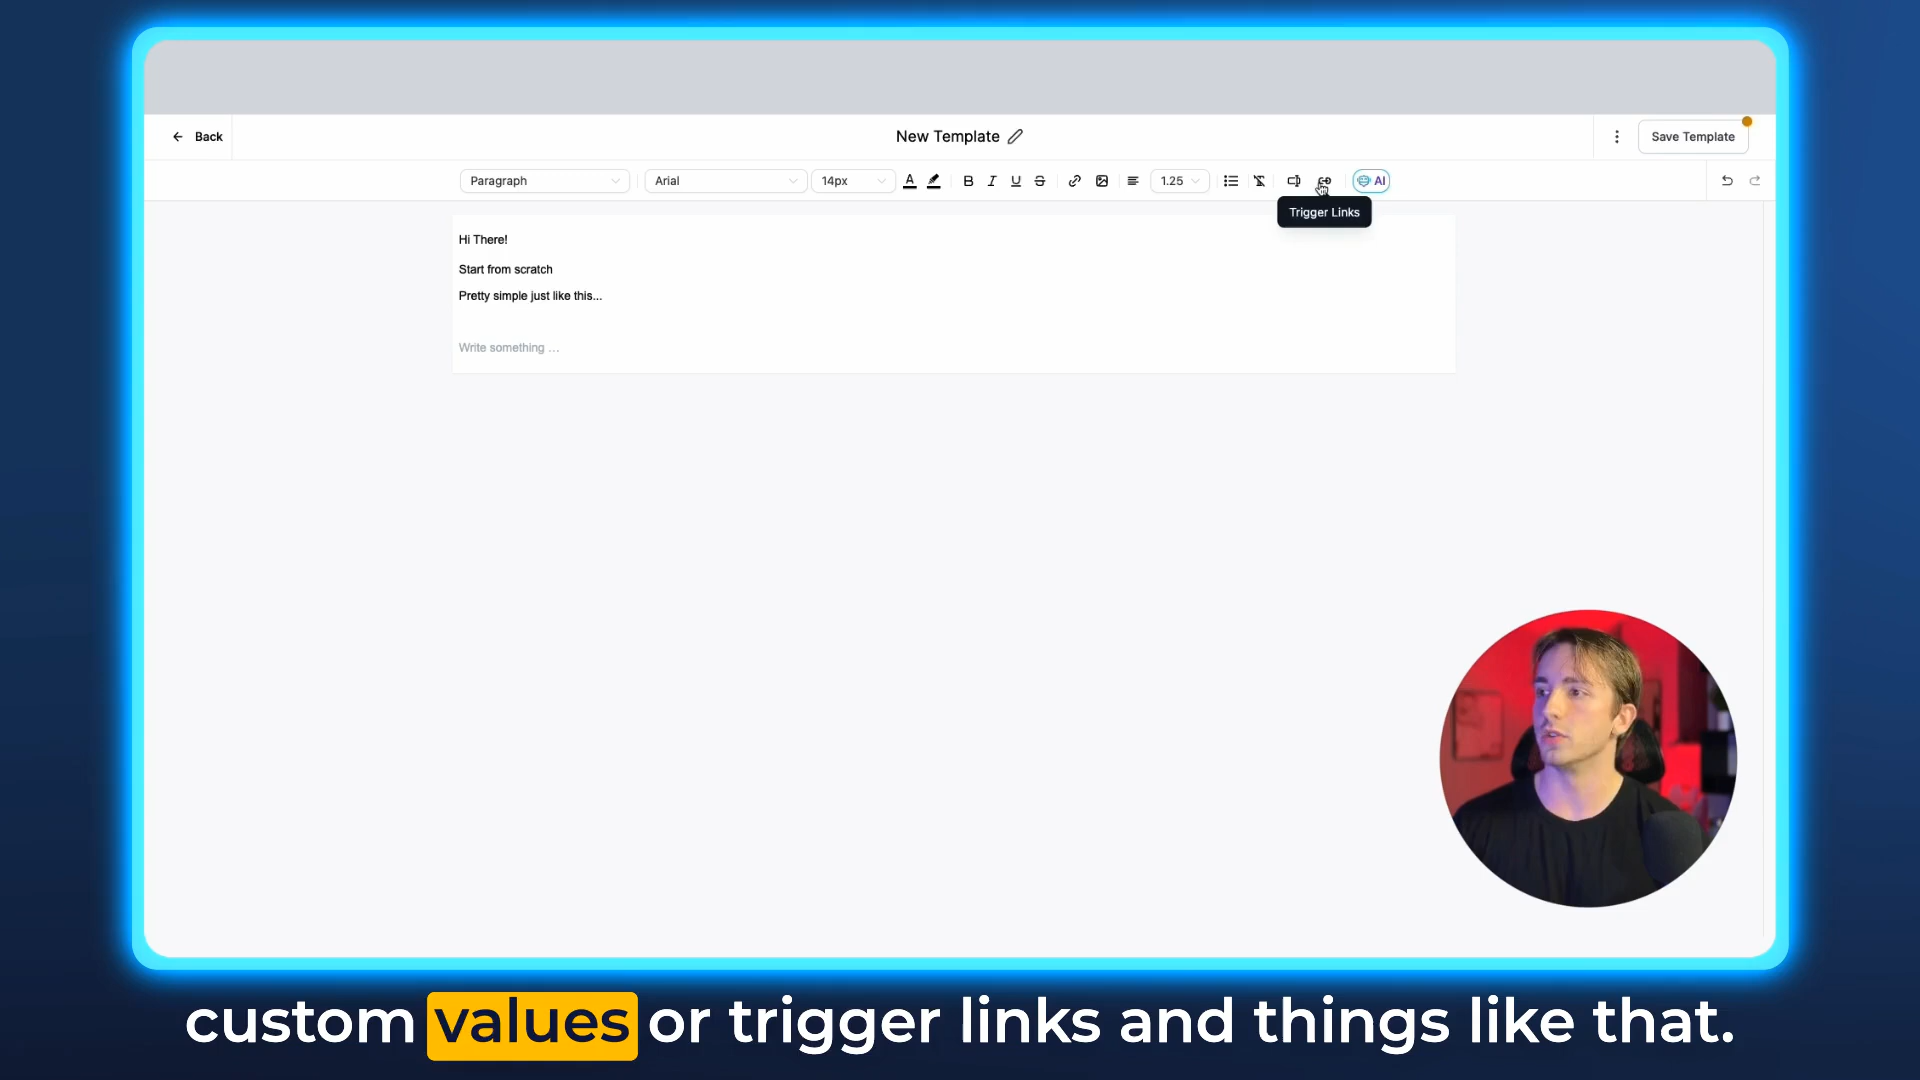 Back
New Template
Save Template
Paragraph
Arial
14px
A
B
I
U
S
1.25
AI
Trigger Links
Hi There!
Start from scratch
Pretty simple just like this...
Write something ...
custom values or trigger links and things like that.